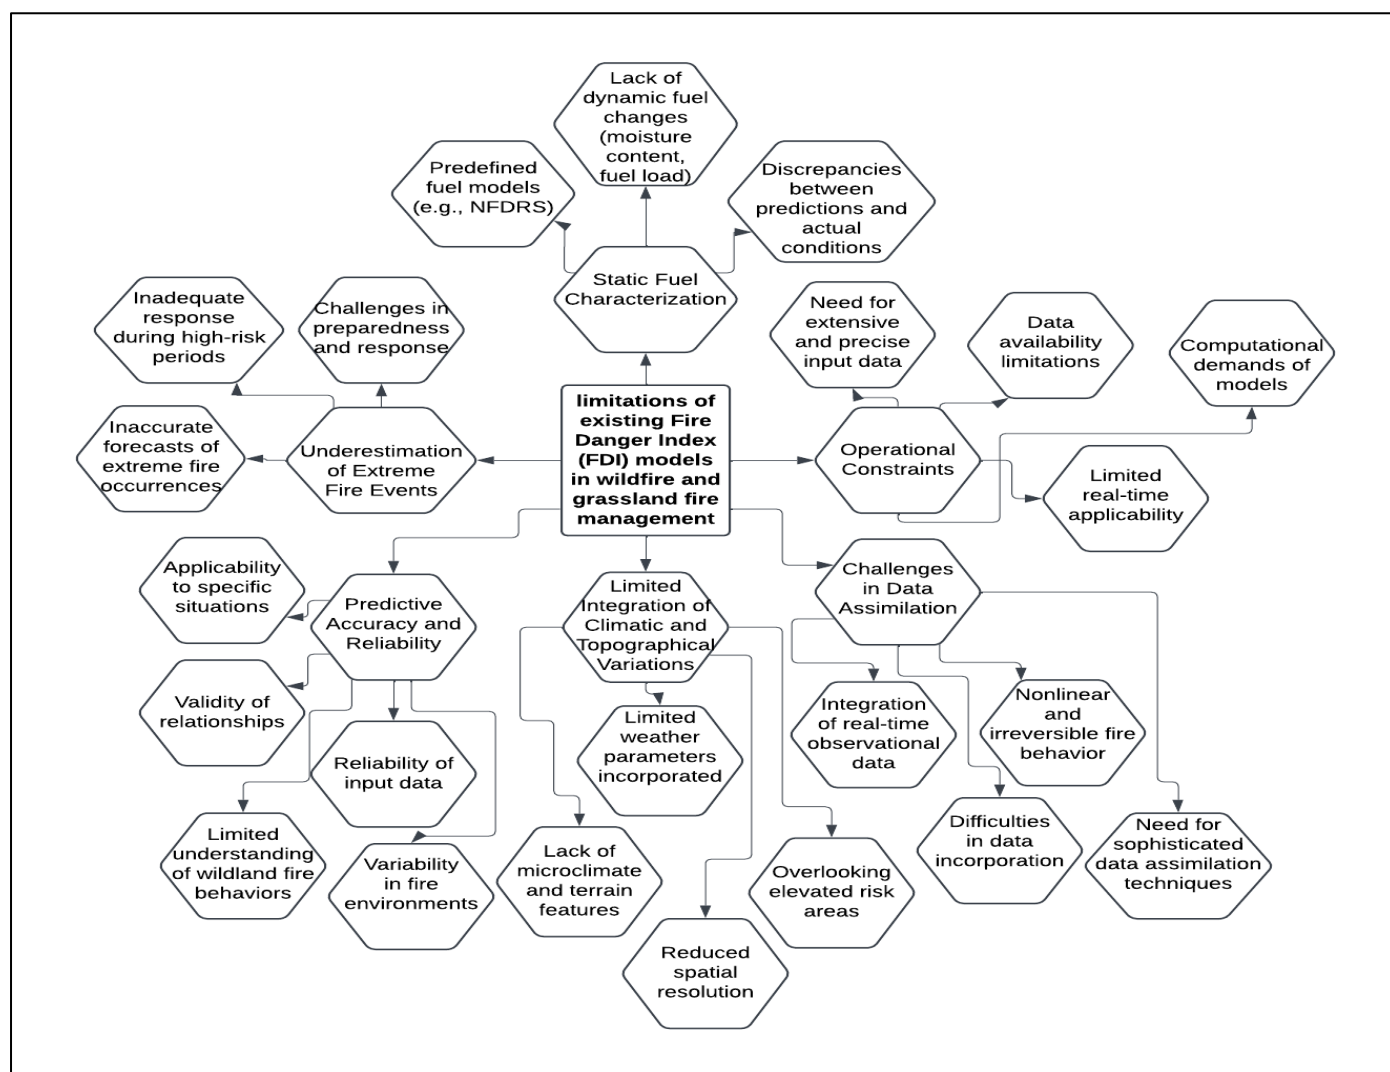 Lack of
dynamic fuel
changes
(moisture
content,
fuel load)
Predefined
fuel models
(e.g., NFDRS)
Discrepancies
between
predictions and
actual
conditions
Static Fuel
Characterization
Inadequate
response
during high-risk
periods
Challenges in
preparedness
and response
Need for
extensive
and precise
input data
Data
availability
limitations
Computational
demands of
models
limitations of
existing Fire
Danger Index
(FDI) models
in wildfire and
grassland fire
management
Inaccurate
forecasts of
extreme fire
occurrences
Underestimation
of Extreme
Fire Events
Operational
Constraints
Limited
real-time
applicability
Applicability
to specific
situations
Predictive
Accuracy and
Reliability
Limited
Integration of
Climatic and
Topographical
Variations
Challenges
in Data
Assimilation
Validity of
relationships
Reliability of
input data
Limited
weather
parameters
incorporated
Integration
of real-time
observational
data
Nonlinear
and
irreversible fire
behavior
Limited
understanding
of wildland fire
behaviors
Variability
in fire
environments
Lack of
microclimate
and terrain
features
Overlooking
elevated risk
areas
Difficulties
in data
incorporation
Need for
sophisticated
data assimilation
techniques
Reduced
spatial
resolution